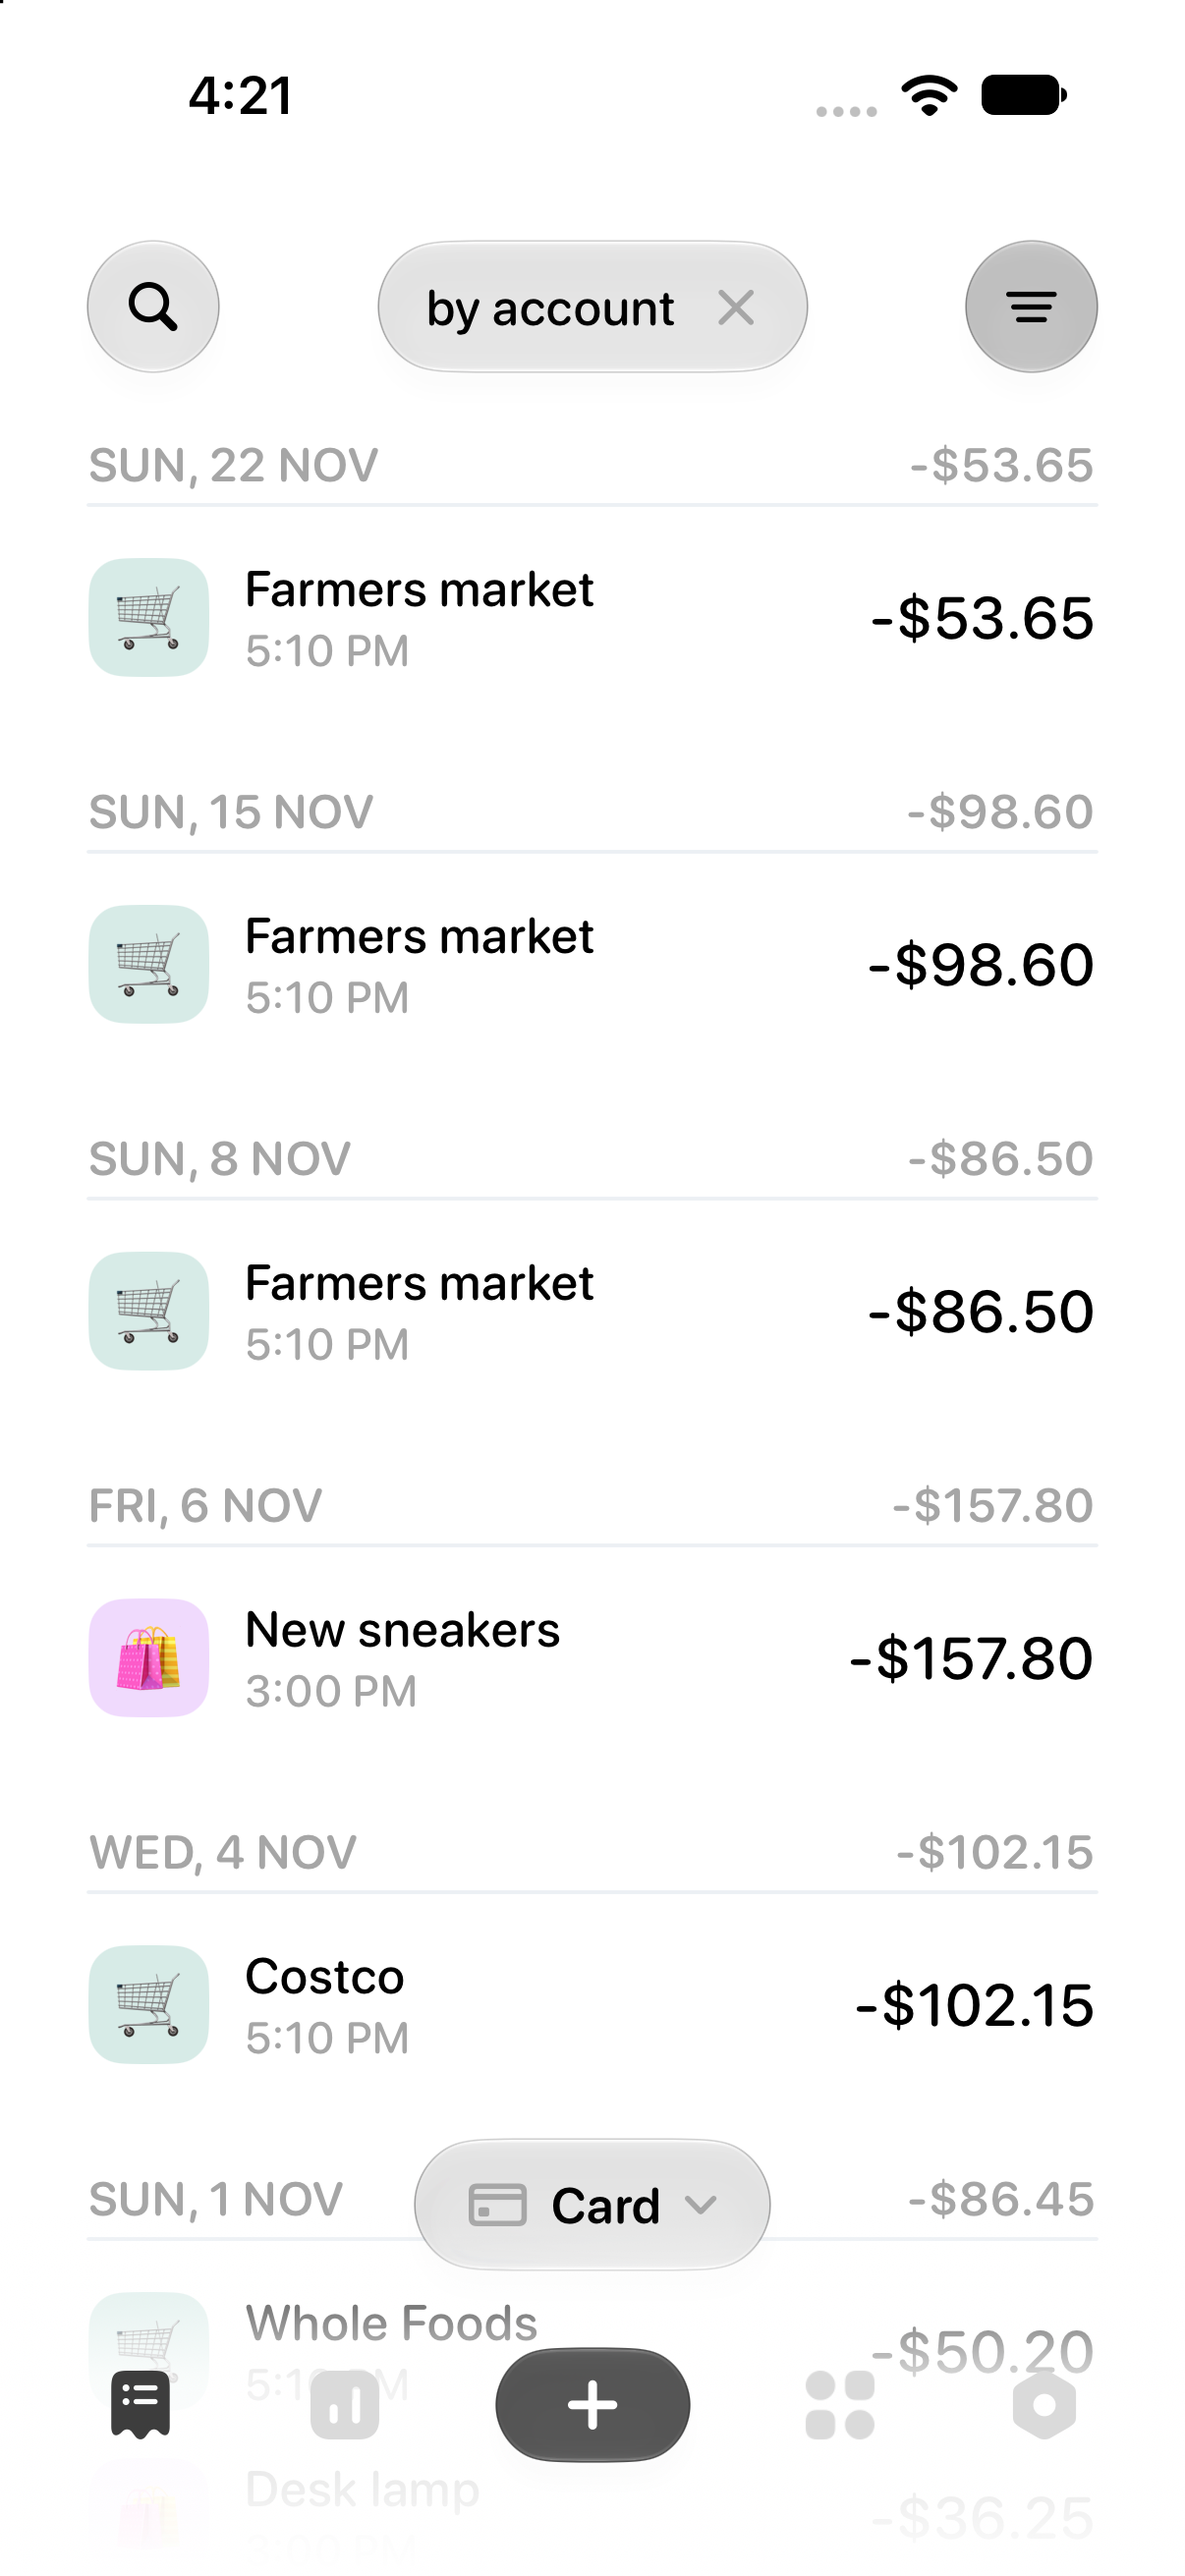 4:21
by account
SUN, 22 NOV -$53.65
Farmers market
5:10 PM
-$53.65
SUN, 15 NOV -$98.60
Farmers market
5:10 PM
-$98.60
SUN, 8 NOV -$86.50
Farmers market
5:10 PM
-$86.50
FRI, 6 NOV -$157.80
New sneakers
3:00 PM
-$157.80
WED, 4 NOV -$102.15
Costco
5:10 PM
-$102.15
SUN, 1 NOV -$86.45
Card
Whole Foods
-$50.20
Desk lamp
3:00 PM
-$36.25